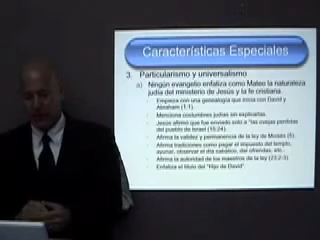 Características Especiales
3. Particularismo y universalismo
a) Ningún evangelio enfatiza como Mateo la naturaleza
judía del ministerio de Jesús y la fe cristiana.
- Empieza con una genealogía que inicia con David y
Abraham (1:1).
- Menciona costumbres judías sin explicarlas.
- Jesús afirmó que fue enviado solo a "las ovejas perdidas
del pueblo de Israel (15:24).
- Afirma la validez y permanencia de la ley de Moisés (5).
- Afirma tradiciones como pagar el impuesto del templo,
ayunar, observar el día sabático, dar ofrendas, etc.
- Afirma la autoridad de los maestros de la ley (23:2-3).
- Enfatiza el título del "Hijo de David"